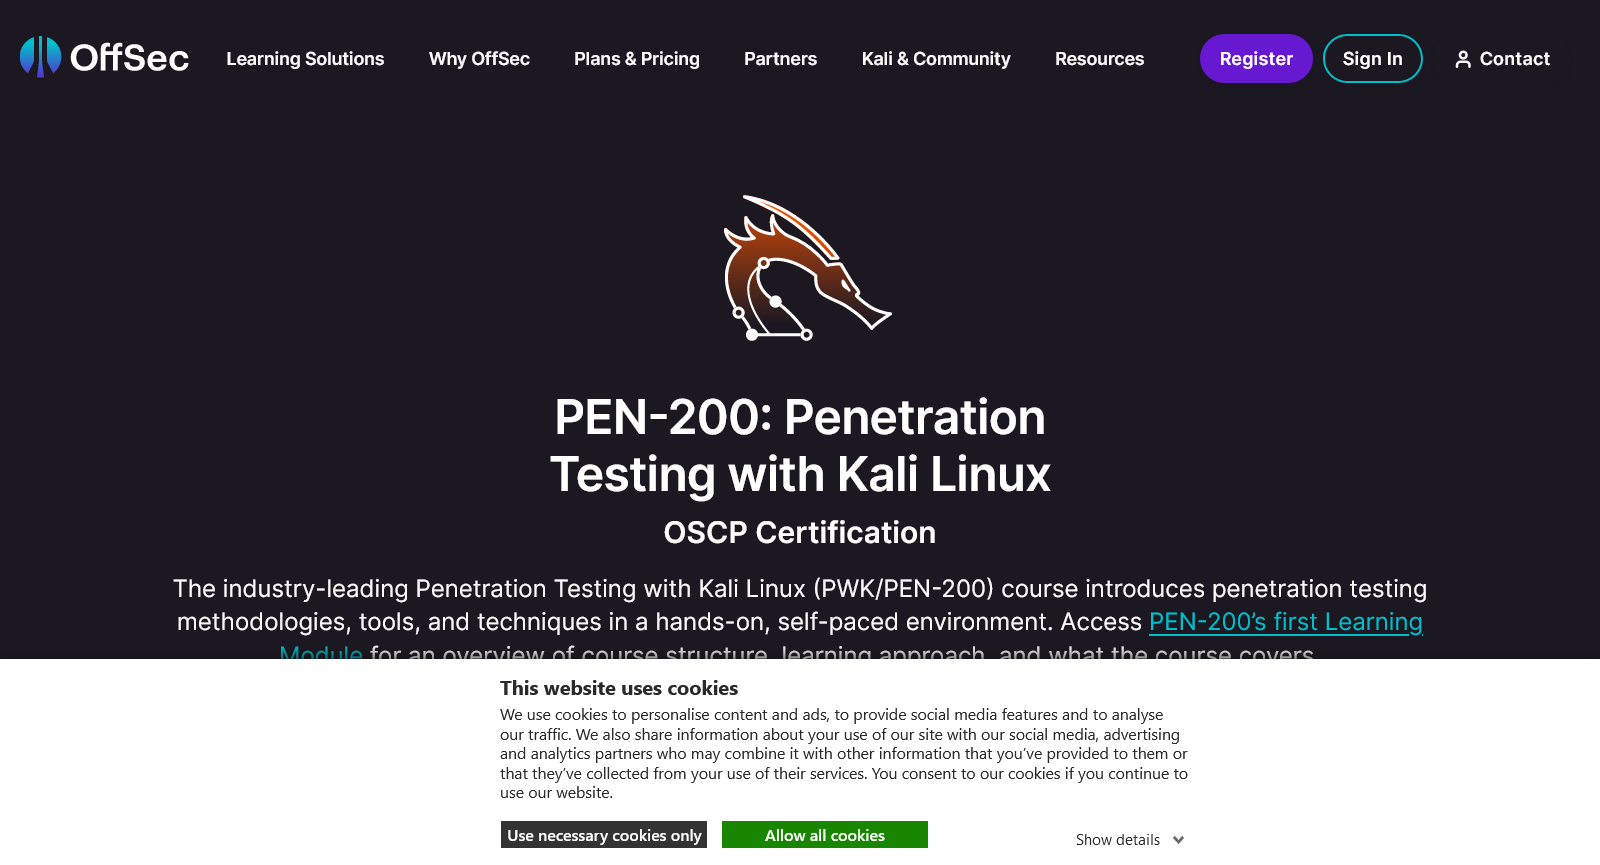 OffSec Learning Solutions Why OffSec Plans & Pricing Partners Kali & Community Resources Register Sign In Contact
PEN-200: Penetration
Testing with Kali Linux
OSCP Certification
The industry-leading Penetration Testing with Kali Linux (PWK/PEN-200) course introduces penetration testing
methodologies, tools, and techniques in a hands-on, self-paced environment. Access PEN-200’s first Learning
Module for an overview of course structure, learning approach, and what the course covers.
This website uses cookies
We use cookies to personalise content and ads, to provide social media features and to analyse
our traffic. We also share information about your use of our site with our social media, advertising
and analytics partners who may combine it with other information that you’ve provided to them or
that they’ve collected from your use of their services. You consent to our cookies if you continue to
use our website.
Use necessary cookies only Allow all cookies Show details